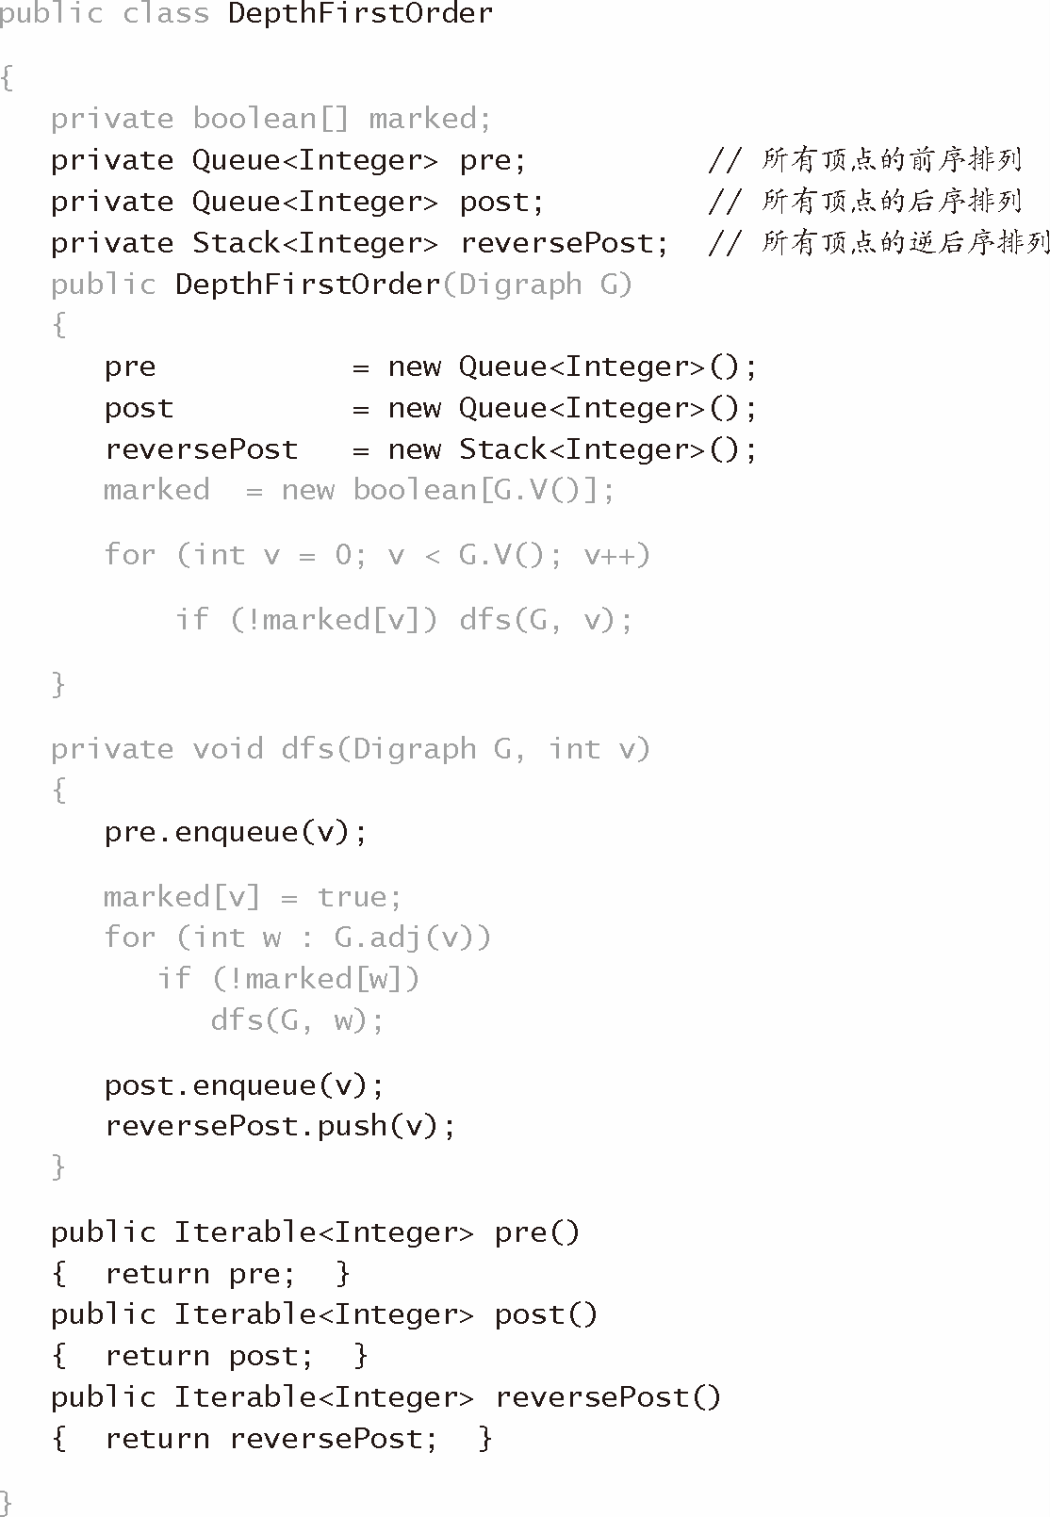 public class DepthFirstOrder
{
   private boolean[] marked;
   private Queue<Integer> pre;          // 所有顶点的前序排列
   private Queue<Integer> post;         // 所有顶点的后序排列
   private Stack<Integer> reversePost;  // 所有顶点的逆后序排列
   public DepthFirstOrder(Digraph G)
   {
      pre           = new Queue<Integer>();
      post          = new Queue<Integer>();
      reversePost   = new Stack<Integer>();
      marked  = new boolean[G.V()];
      for (int v = 0; v < G.V(); v++)
          if (!marked[v]) dfs(G, v);
   }
   private void dfs(Digraph G, int v)
   {
      pre.enqueue(v);
      marked[v] = true;
      for (int w : G.adj(v))
         if (!marked[w])
            dfs(G, w);
      post.enqueue(v);
      reversePost.push(v);
   }
   public Iterable<Integer> pre()
   {  return pre;  }
   public Iterable<Integer> post()
   {  return post;  }
   public Iterable<Integer> reversePost()
   {  return reversePost;  }
}